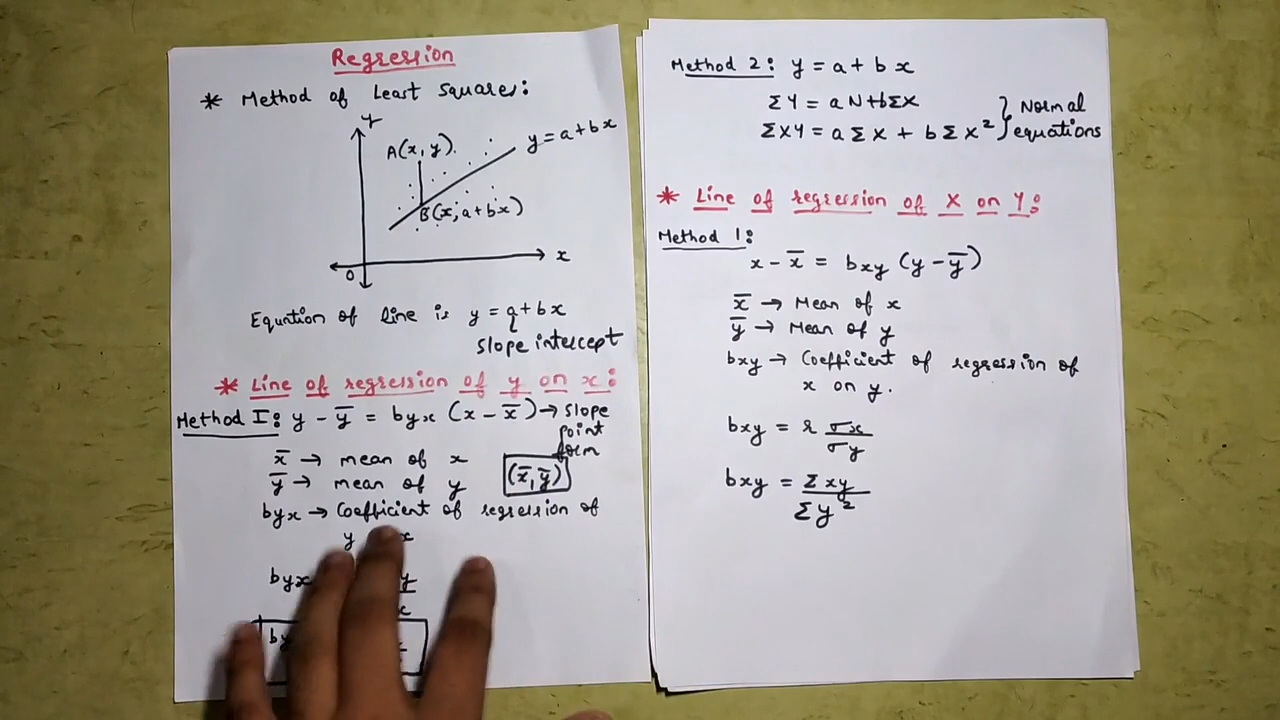 Regression
* Method of Least Squares:
Y
A(x, y)
y = a + bx
B(x, a + bx)
0
x
Equation of line is y = a + bx
slope intercept
* Line of regression of y on x:
Method I: y - y̅ = byx (x - x̅) → slope
point
form
x̅ → mean of x
(x̅, y̅)
y̅ → mean of y
byx → Coefficient of regression of
y x
byx y
by
Method 2: y = a + b x
ΣY = aN + bΣX
ΣXY = a ΣX + b ΣX²
} Normal
equations
* Line of regression of X on Y:
Method 1:
x - x̅ = bxy (y - y̅)
x̅ → Mean of x
y̅ → Mean of y
bxy → Coefficient of regression of
x on y.
bxy = r σx
σy
bxy = Σxy
Σy²